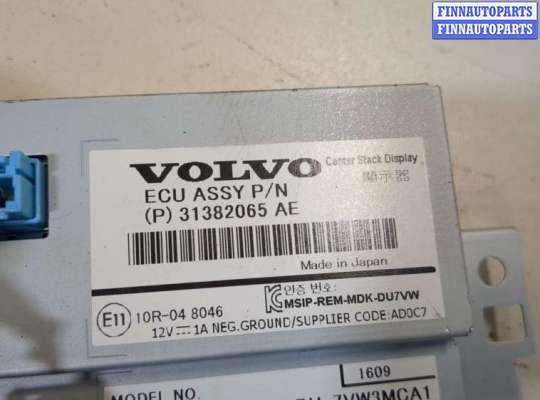 FINNAUTOPARTS
FINNAUTOPARTS
VOLVO Center Stack Display
顯示器
ECU ASSY P/N
(P) 31382065 AE
Made in Japan
인증 번호:
MSIP-REM-MDK-DU7VW
E11 10R-04 8046
12V 1A NEG.GROUND/SUPPLIER CODE:AD0C7
1609
MODEL NO. 7VW3MCA1